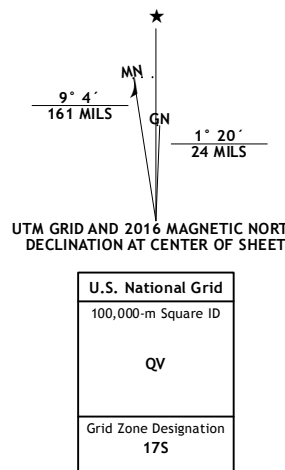 ★
MN
9° 4´
161 MILS
GN
1° 20´
24 MILS
UTM GRID AND 2016 MAGNETIC NORT
DECLINATION AT CENTER OF SHEET
U.S. National Grid
100,000-m Square ID
QV
Grid Zone Designation
17S